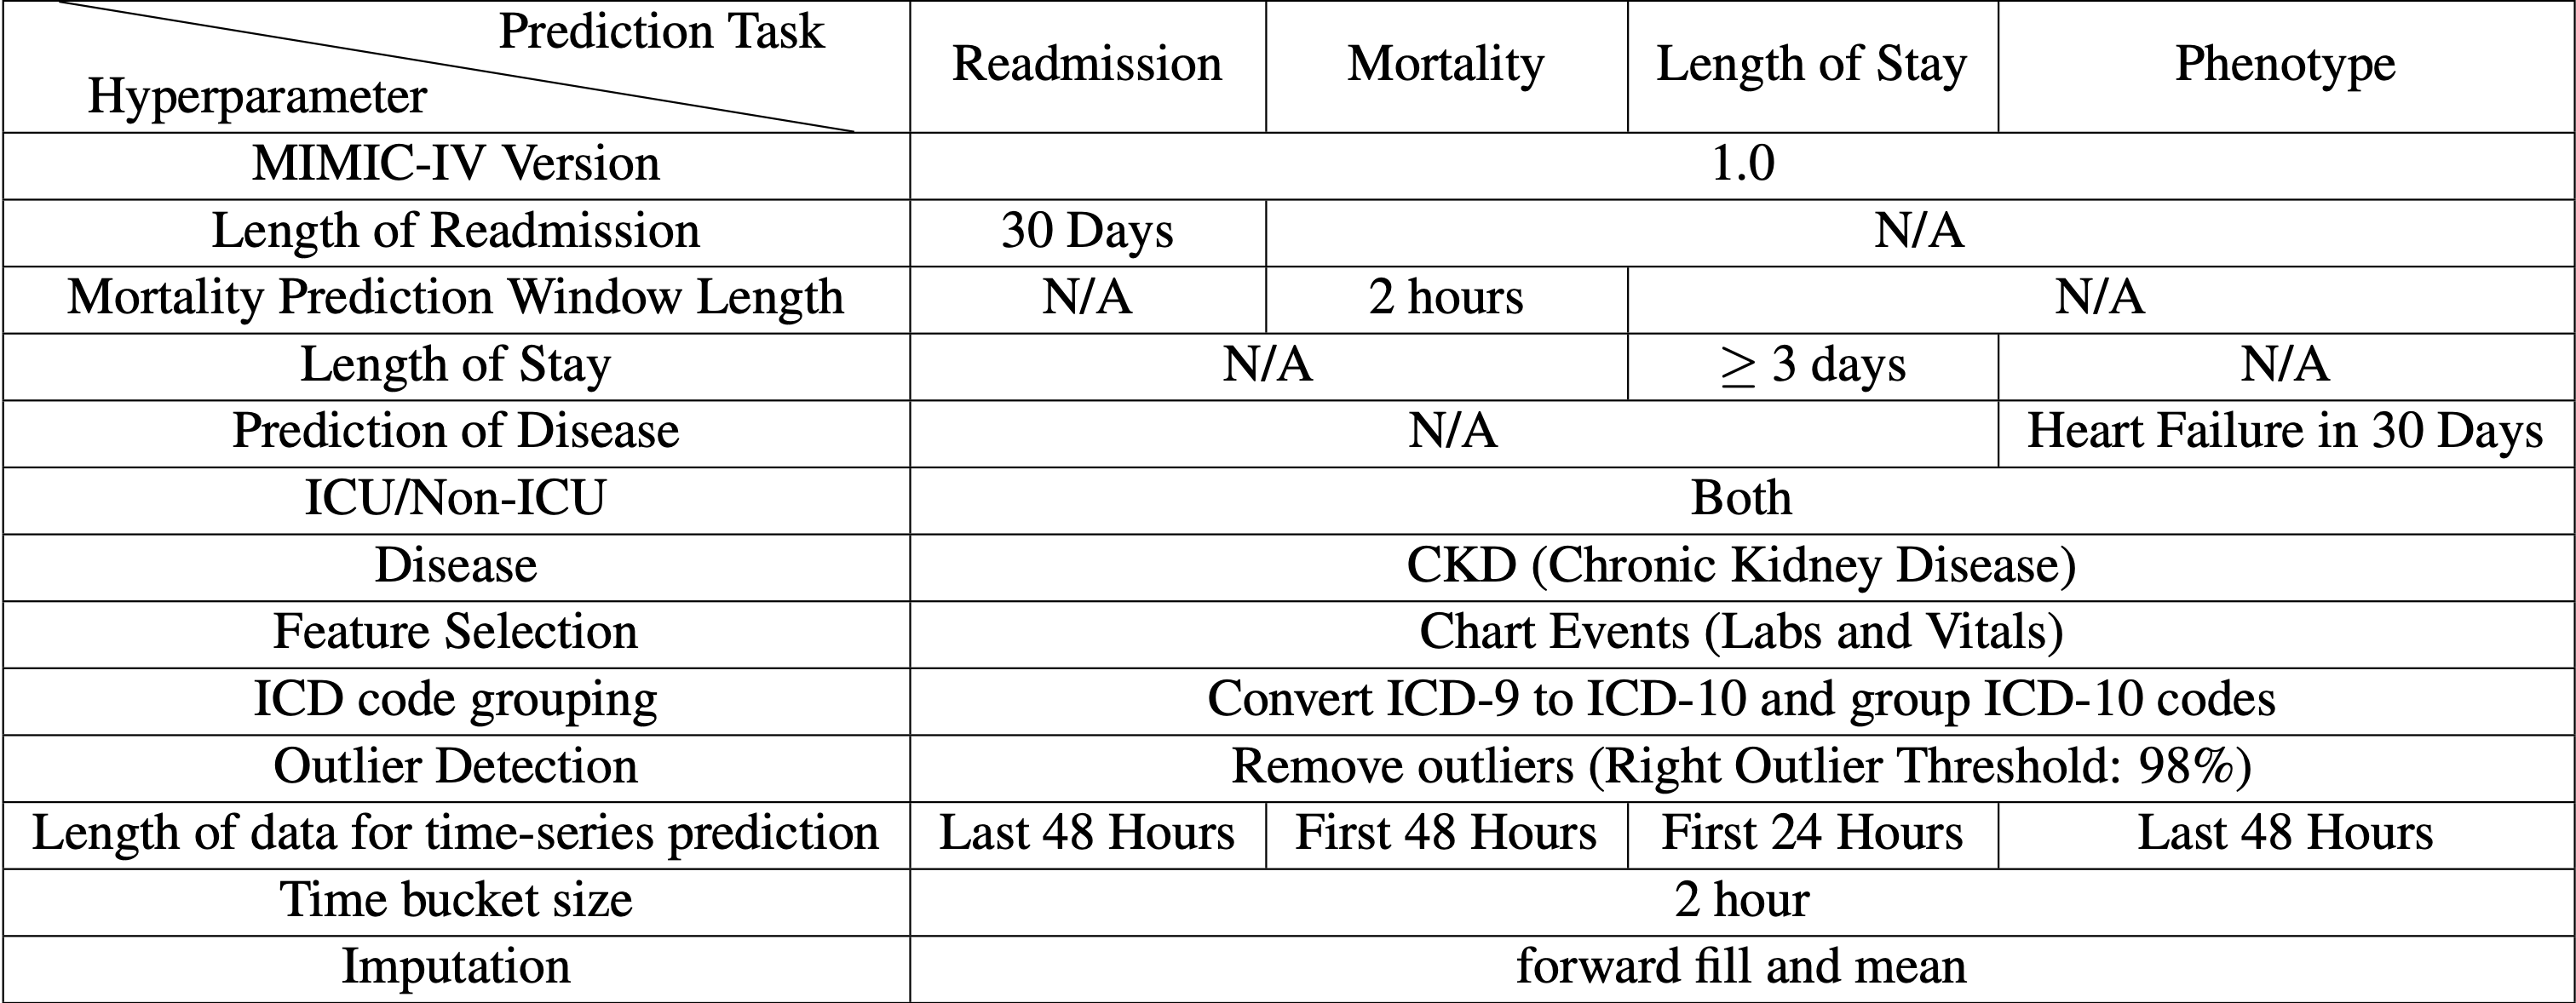 Prediction Task
Hyperparameter
Readmission Mortality Length of Stay Phenotype
MIMIC-IV Version 1.0
Length of Readmission 30 Days N/A
Mortality Prediction Window Length N/A 2 hours N/A
Length of Stay N/A ≥ 3 days N/A
Prediction of Disease N/A Heart Failure in 30 Days
ICU/Non-ICU Both
Disease CKD (Chronic Kidney Disease)
Feature Selection Chart Events (Labs and Vitals)
ICD code grouping Convert ICD-9 to ICD-10 and group ICD-10 codes
Outlier Detection Remove outliers (Right Outlier Threshold: 98%)
Length of data for time-series prediction Last 48 Hours First 48 Hours First 24 Hours Last 48 Hours
Time bucket size 2 hour
Imputation forward fill and mean